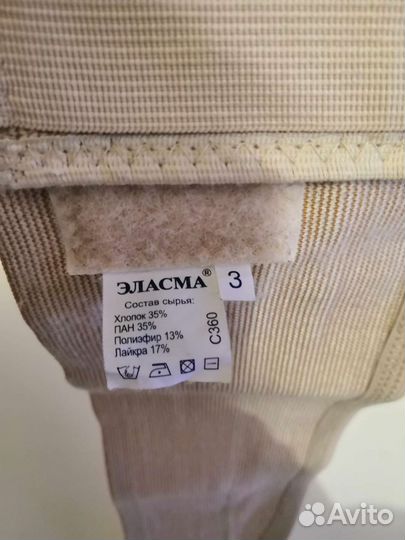 ЭЛАСМА®
3
Состав сырья:
Хлопок 35%
ПАН 35%
Полиэфир 13%
Лайкра 17%
С360
Avito